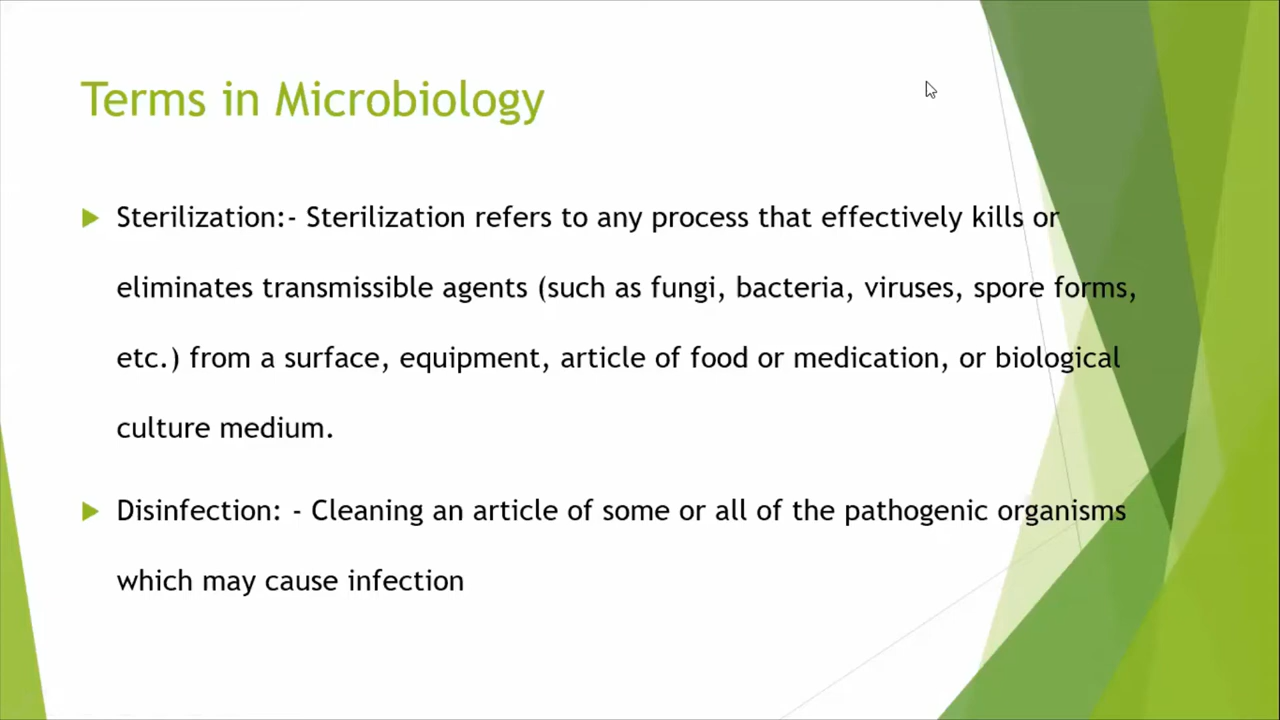 Terms in Microbiology
Sterilization:- Sterilization refers to any process that effectively kills or
eliminates transmissible agents (such as fungi, bacteria, viruses, spore forms,
etc.) from a surface, equipment, article of food or medication, or biological
culture medium.
Disinfection: - Cleaning an article of some or all of the pathogenic organisms
which may cause infection